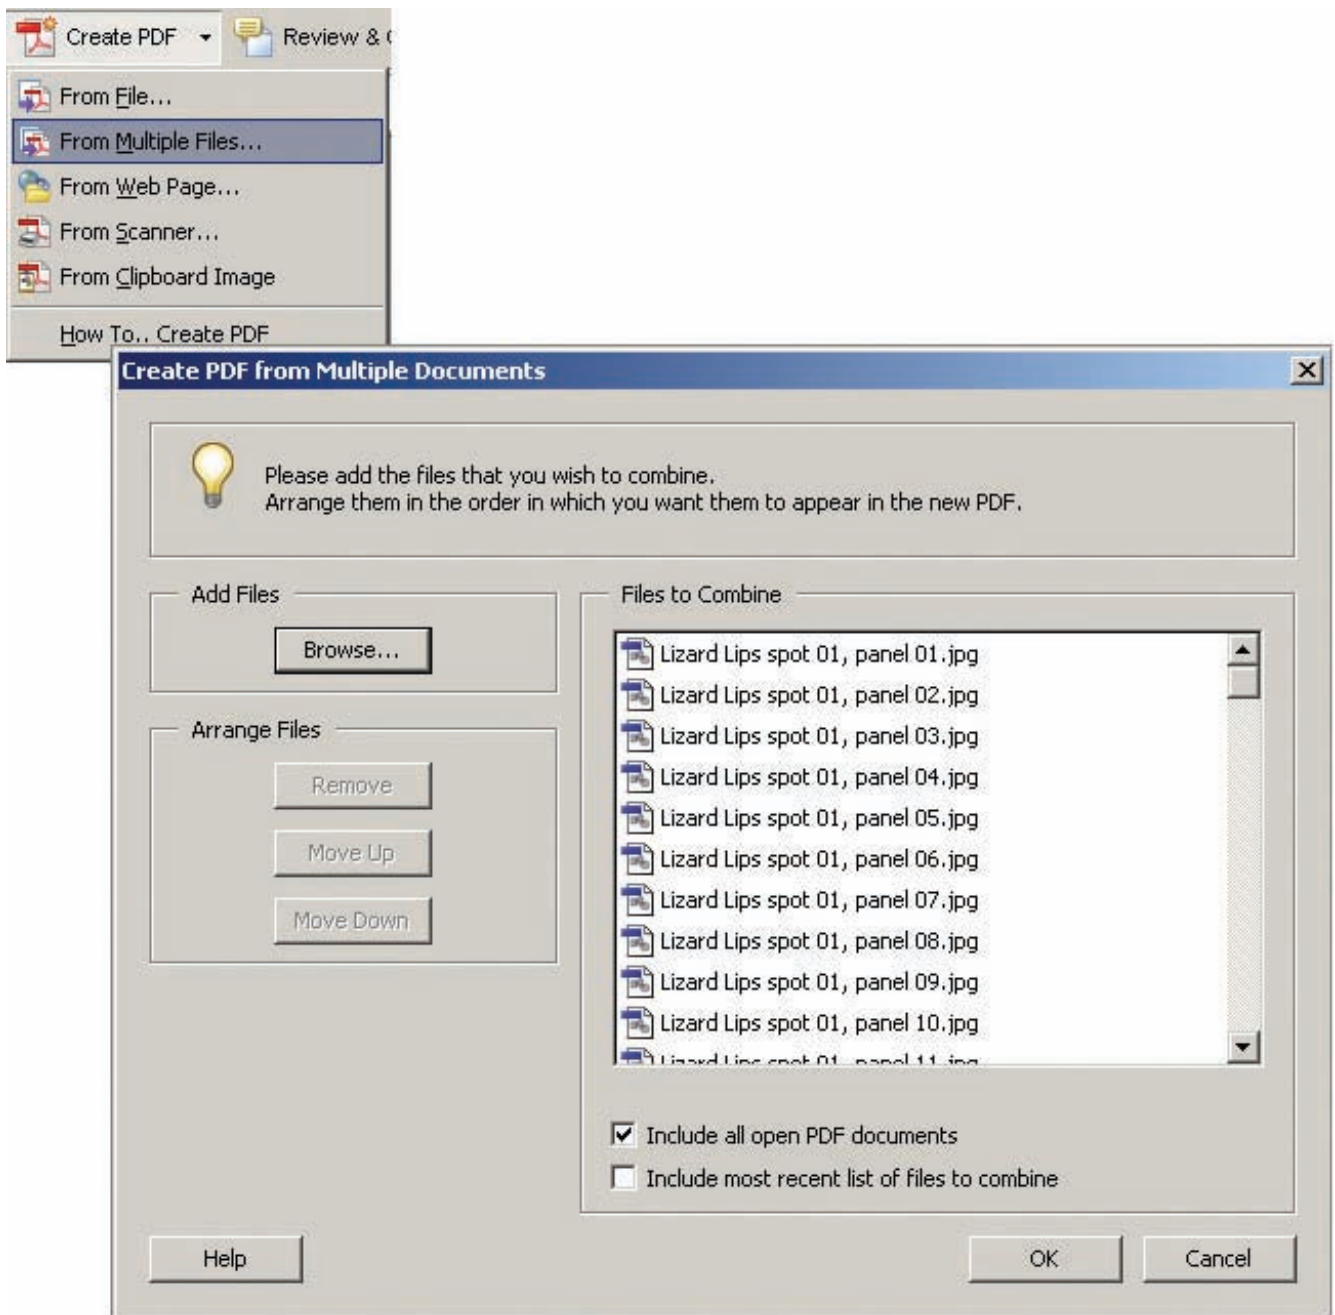 Create PDF Review &
From File...
From Multiple Files...
From Web Page...
From Scanner...
From Clipboard Image
How To.. Create PDF
Create PDF from Multiple Documents
Please add the files that you wish to combine.
Arrange them in the order in which you want them to appear in the new PDF.
Add Files
Browse...
Arrange Files
Remove
Move Up
Move Down
Files to Combine
Lizard Lips spot 01, panel 01.jpg
Lizard Lips spot 01, panel 02.jpg
Lizard Lips spot 01, panel 03.jpg
Lizard Lips spot 01, panel 04.jpg
Lizard Lips spot 01, panel 05.jpg
Lizard Lips spot 01, panel 06.jpg
Lizard Lips spot 01, panel 07.jpg
Lizard Lips spot 01, panel 08.jpg
Lizard Lips spot 01, panel 09.jpg
Lizard Lips spot 01, panel 10.jpg
Lizard Lips spot 01, panel 11.jpg
Include all open PDF documents
Include most recent list of files to combine
Help
OK
Cancel